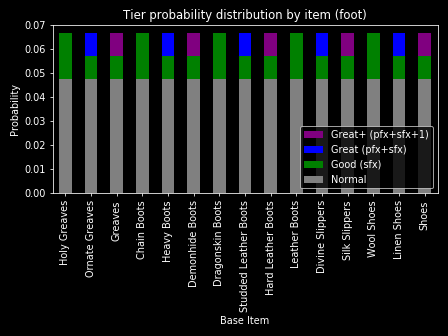 Tier probability distribution by item (foot)
0.07
0.06
0.05
0.04
0.03
0.02
0.01
0.00
Probability
Great+ (pfx+sfx+1)
Great (pfx+sfx)
Good (sfx)
Normal
Holy Greaves
Ornate Greaves
Greaves
Chain Boots
Heavy Boots
Demonhide Boots
Dragonskin Boots
Studded Leather Boots
Hard Leather Boots
Leather Boots
Divine Slippers
Silk Slippers
Wool Shoes
Linen Shoes
Shoes
Base Item